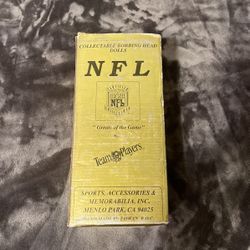 COLLECTABLE BOBBING HEAD
DOLLS
NFL
NFL
"Greats of the Game"
Team Players
SPORTS, ACCESSORIES &
MEMORABILIA, INC.
MENLO PARK, CA 94025
TAIWAN R.O.C.